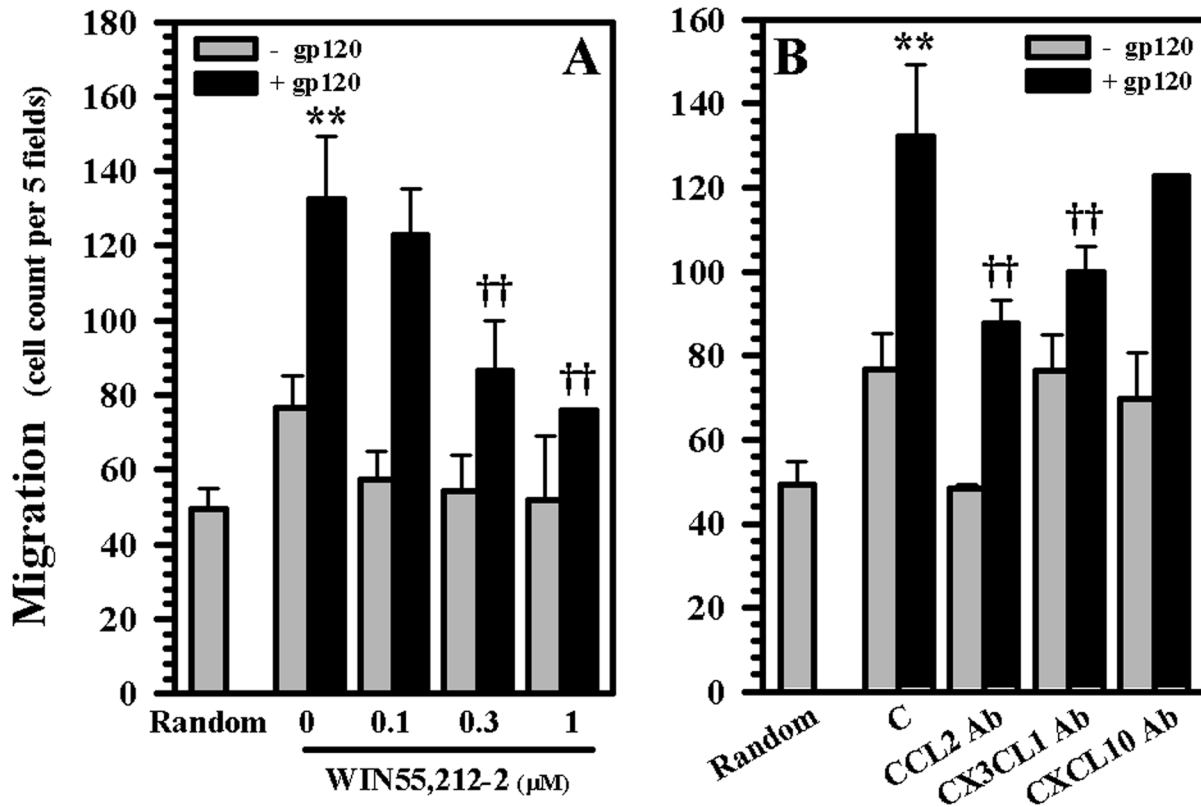 Migration (cell count per 5 fields)
180
160
140
120
100
80
60
40
20
0
- gp120
+ gp120
A
**
††
††
Random 0 0.1 0.3 1
WIN55,212-2 (µM)
160
140
120
100
80
60
40
20
0
B
- gp120
+ gp120
**
††
††
Random
C
CCL2 Ab
CX3CL1 Ab
CXCL10 Ab